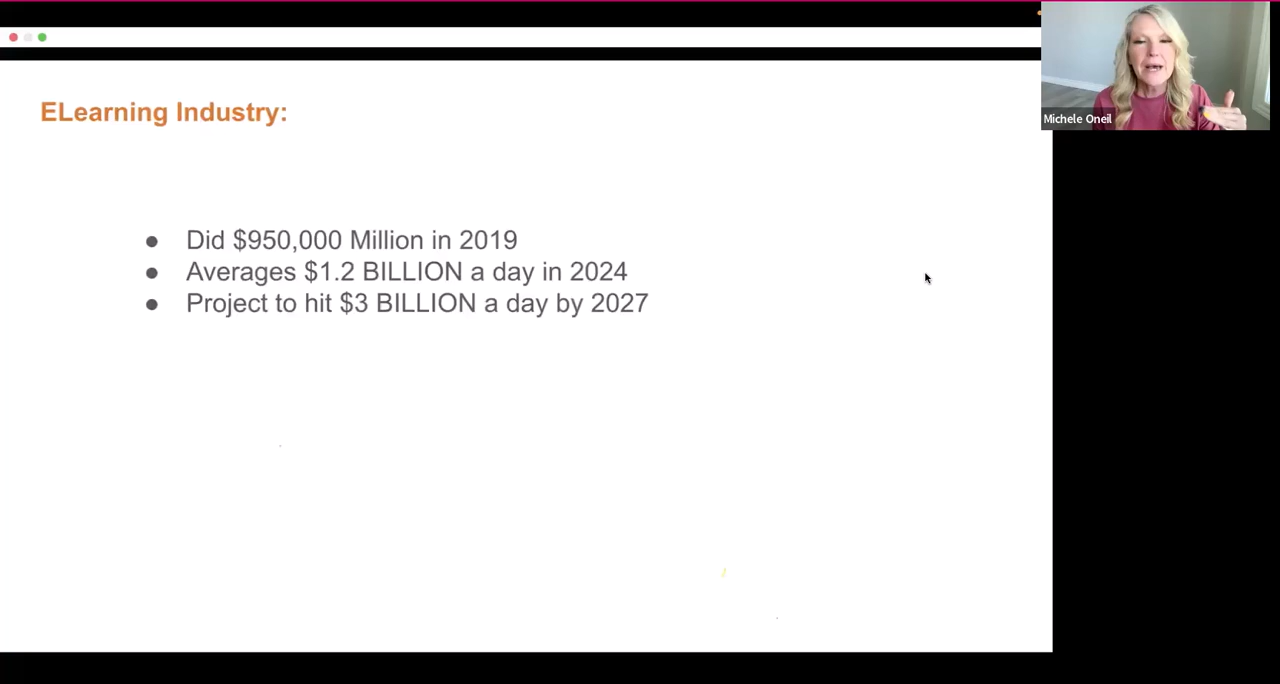 ELearning Industry:
Michele Oneil
● Did $950,000 Million in 2019
● Averages $1.2 BILLION a day in 2024
● Project to hit $3 BILLION a day by 2027